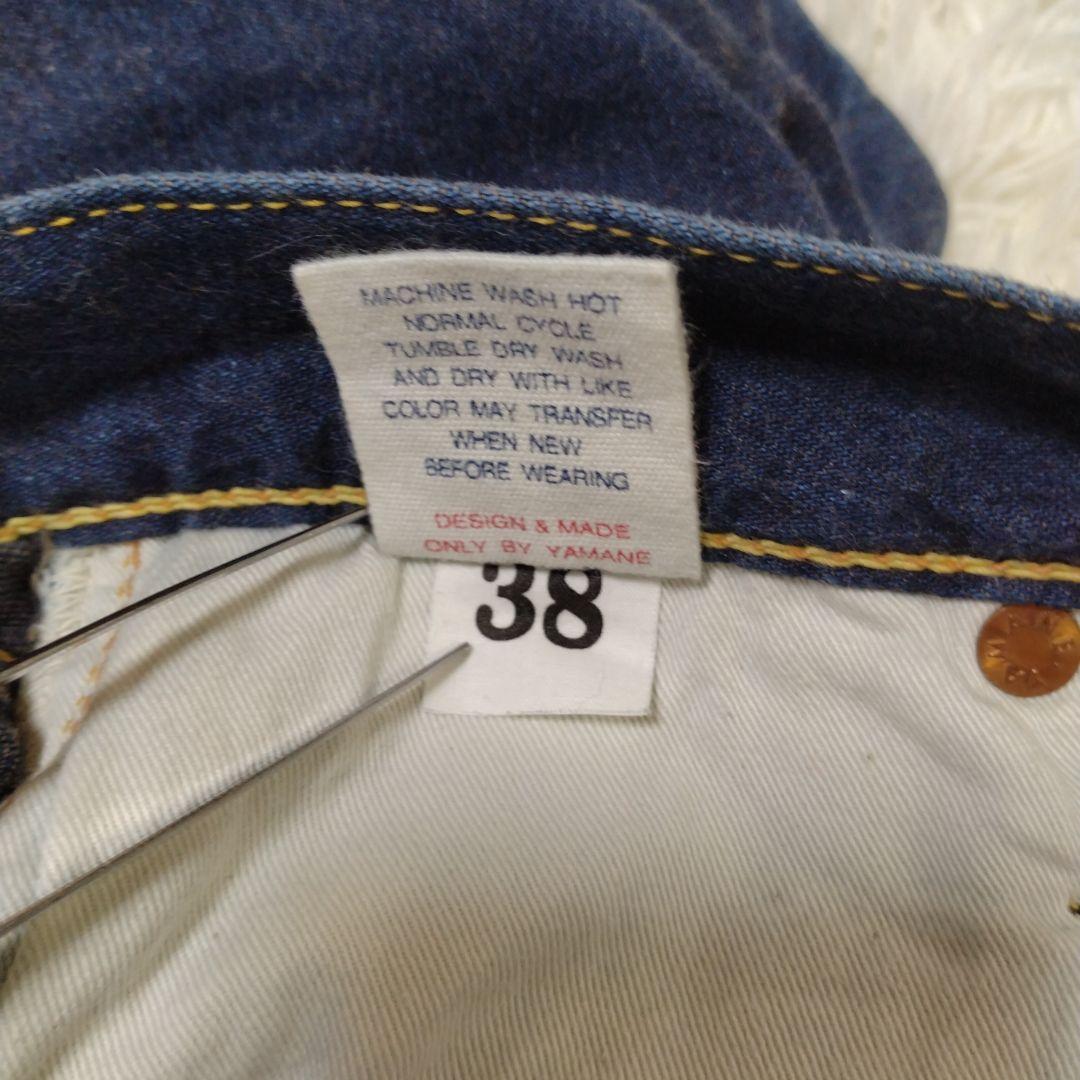 MACHINE WASH HOT
NORMAL CYCLE
TUMBLE DRY WASH
AND DRY WITH LIKE
COLOR MAY TRANSFER
WHEN NEW
BEFORE WEARING
DESIGN & MADE
ONLY BY YAMANE
38
YAMANE